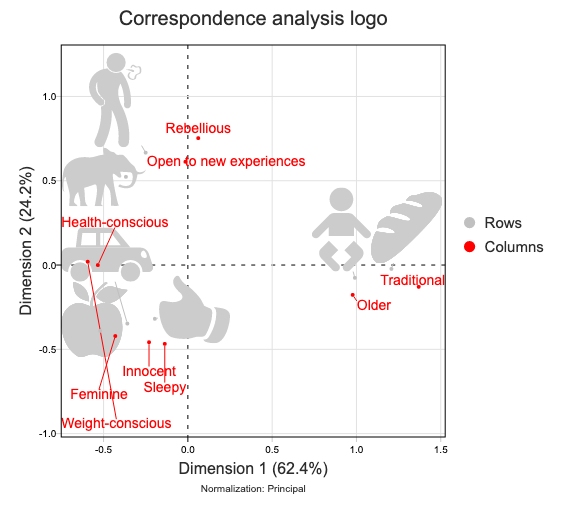 Correspondence analysis logo
Dimension 2 (24.2%)
1.0
0.5
0.0
-0.5
-1.0
Rebellious
Open to new experiences
Health-conscious
Traditional
Older
Innocent
Sleepy
Feminine
Weight-conscious
-0.5
0.0
0.5
1.0
1.5
Dimension 1 (62.4%)
Normalization: Principal
Rows
Columns